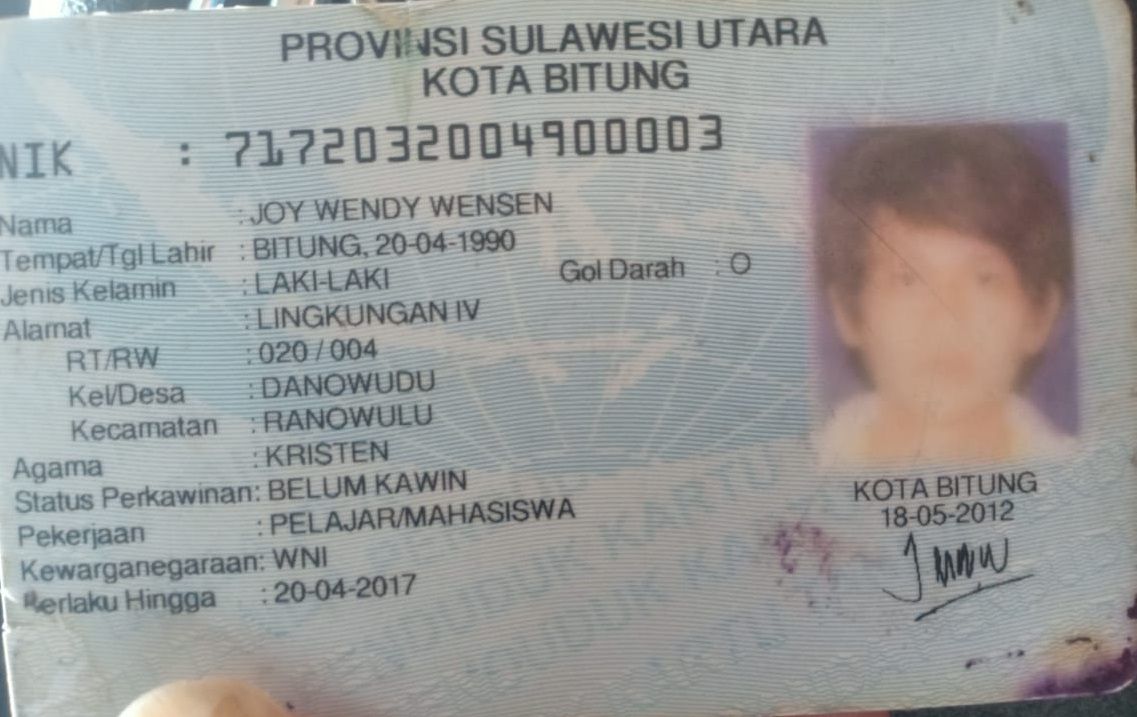 PROVINSI SULAWESI UTARA
KOTA BITUNG
NIK : 7172032004900003
Nama : JOY WENDY WENSEN
Tempat/Tgl Lahir : BITUNG, 20-04-1990
Jenis Kelamin : LAKI-LAKI Gol Darah : O
Alamat : LINGKUNGAN IV
RT/RW : 020 / 004
Kel/Desa : DANOWUDU
Kecamatan : RANOWULU
Agama : KRISTEN
Status Perkawinan: BELUM KAWIN
Pekerjaan : PELAJAR/MAHASISWA
Kewarganegaraan: WNI
Berlaku Hingga : 20-04-2017
KOTA BITUNG
18-05-2012